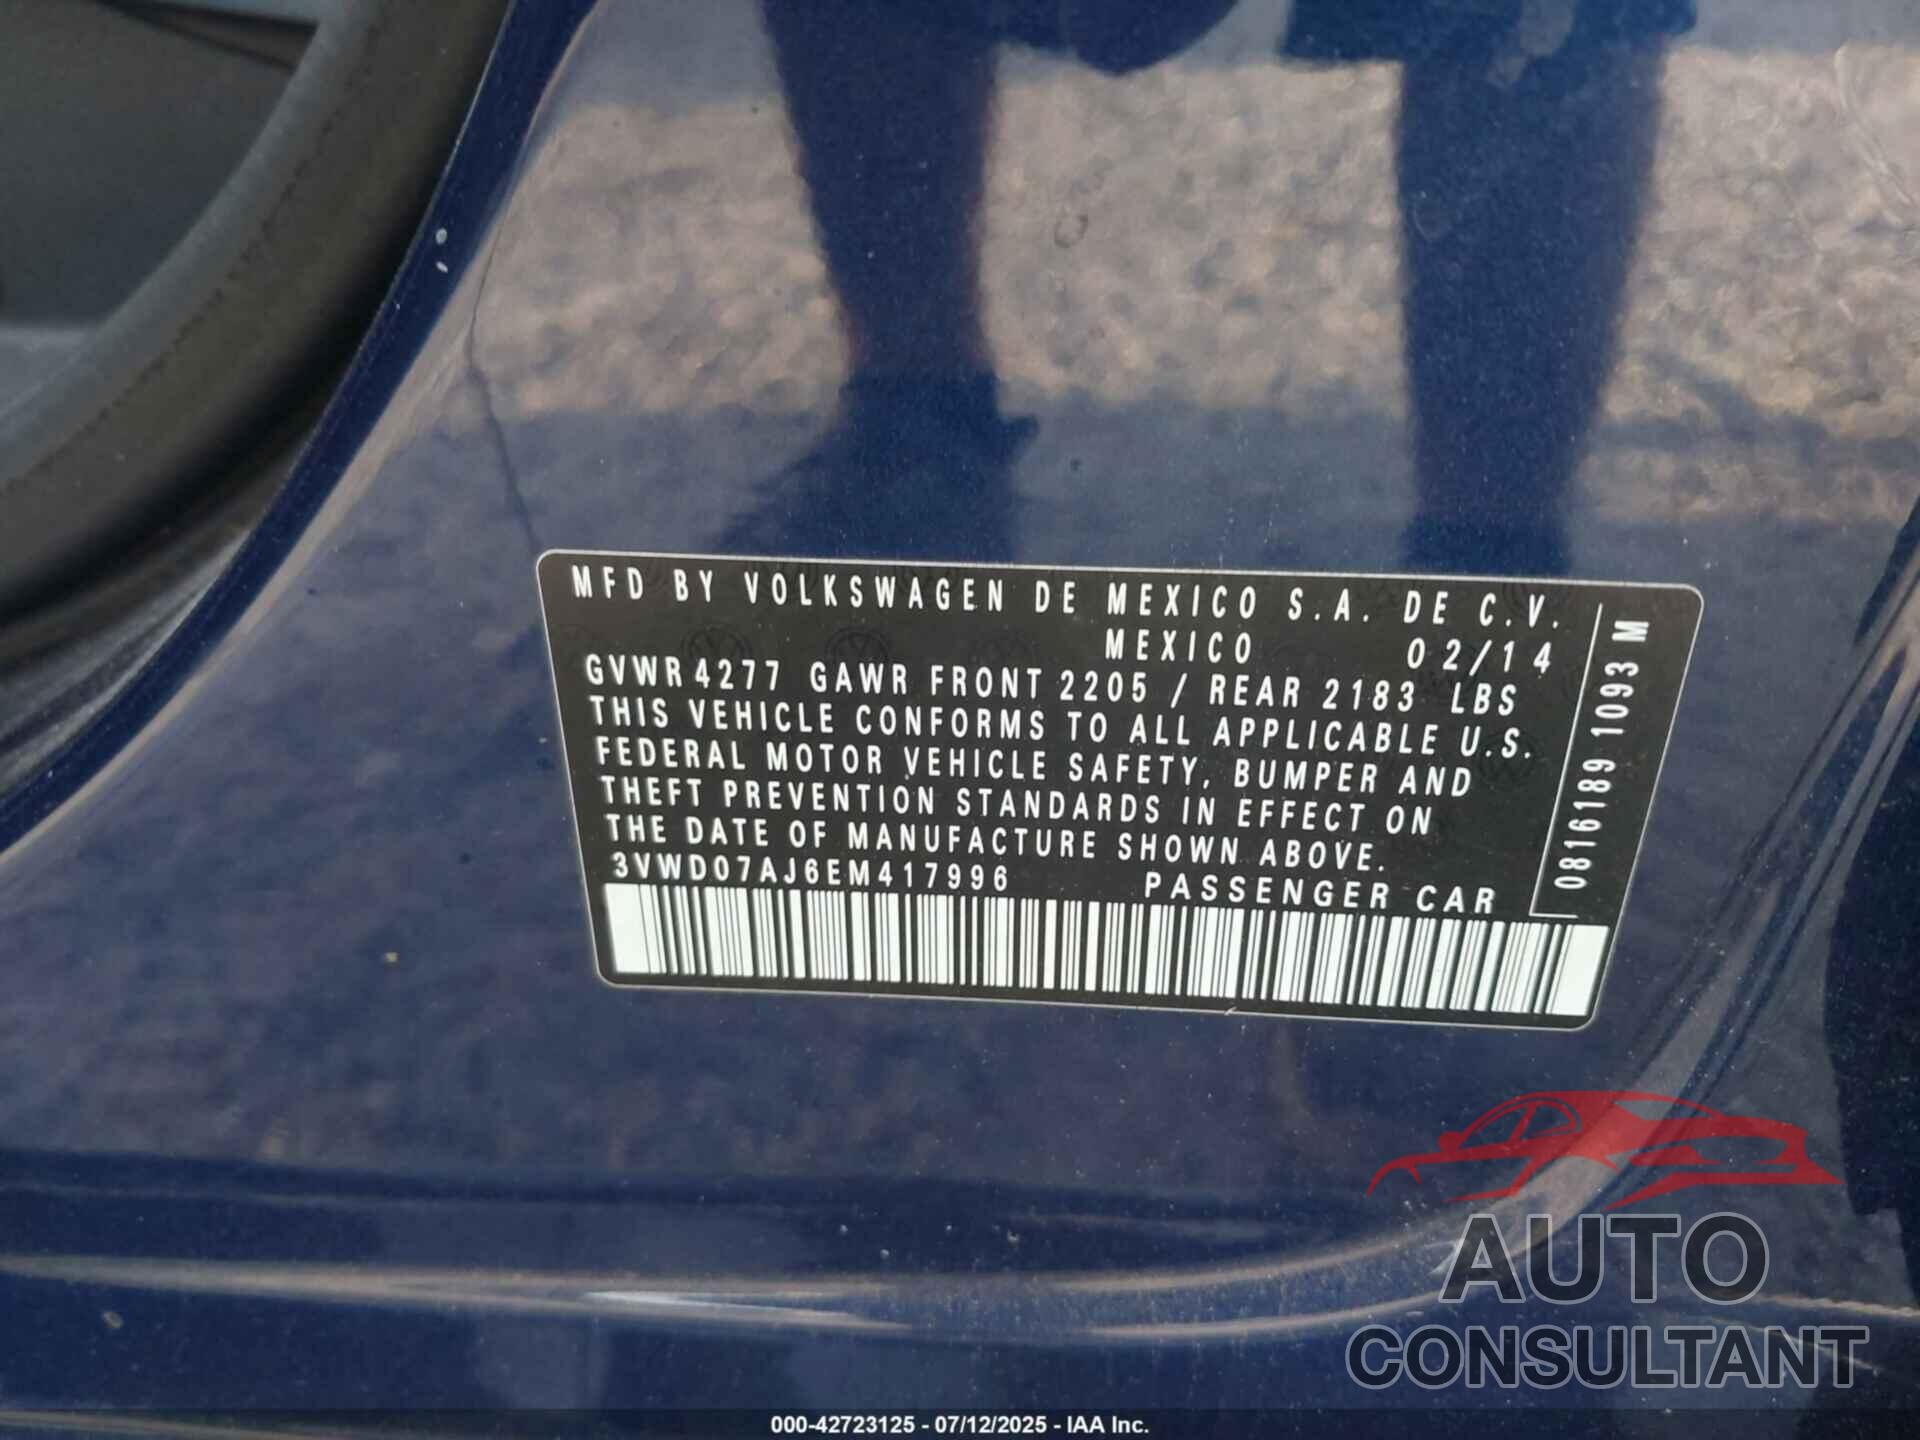 MFD BY VOLKSWAGEN DE MEXICO S.A. DE C.V.
MEXICO 02/14
GVWR 4277 GAWR FRONT 2205 / REAR 2183 LBS
THIS VEHICLE CONFORMS TO ALL APPLICABLE U.S.
FEDERAL MOTOR VEHICLE SAFETY, BUMPER AND
THEFT PREVENTION STANDARDS IN EFFECT ON
THE DATE OF MANUFACTURE SHOWN ABOVE.
3VWD07AJ6EM417996 PASSENGER CAR
0816189 1093 M
AUTO
CONSULTANT
000-42723125 - 07/12/2025 - IAA Inc.